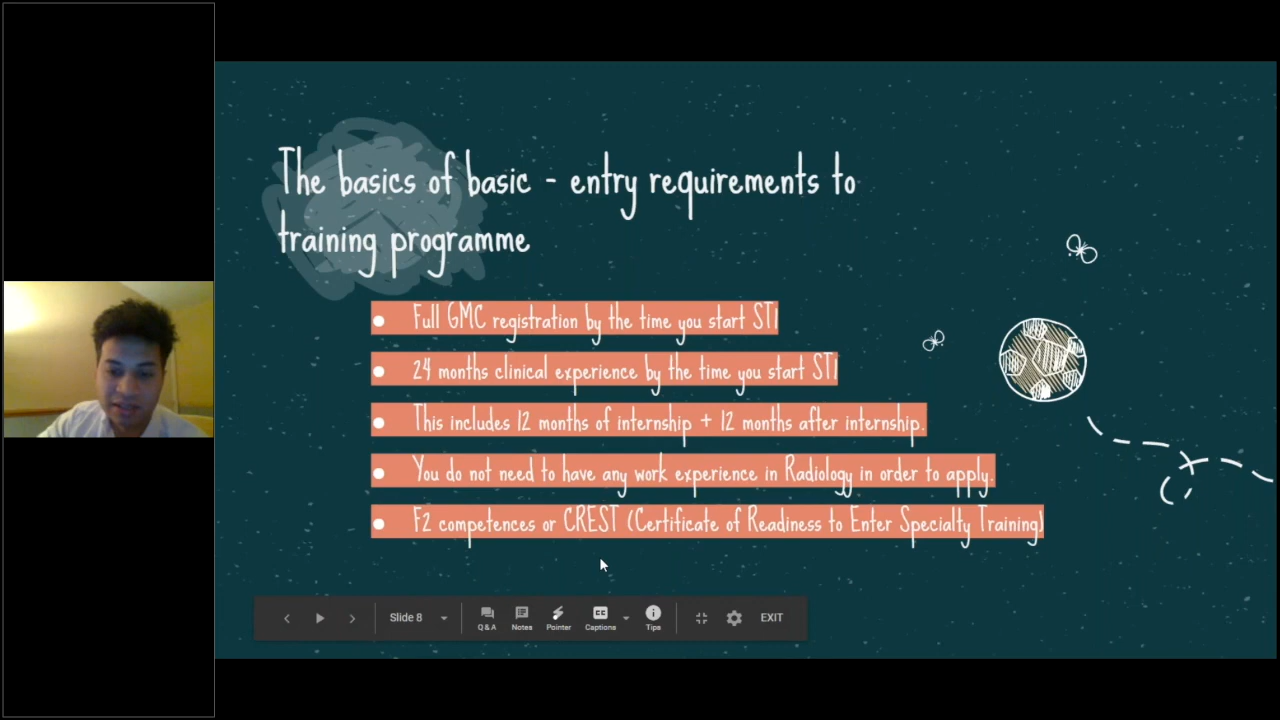 The basics of basic - entry requirements to
training programme
● Full GMC registration by the time you start ST1
● 24 months clinical experience by the time you start ST1
● This includes 12 months of internship + 12 months after internship.
● You do not need to have any work experience in Radiology in order to apply.
● F2 competences or CREST (Certificate of Readiness to Enter Specialty Training)
Slide 8
Q & A
Notes
Pointer
CC
Captions
Tips
EXIT